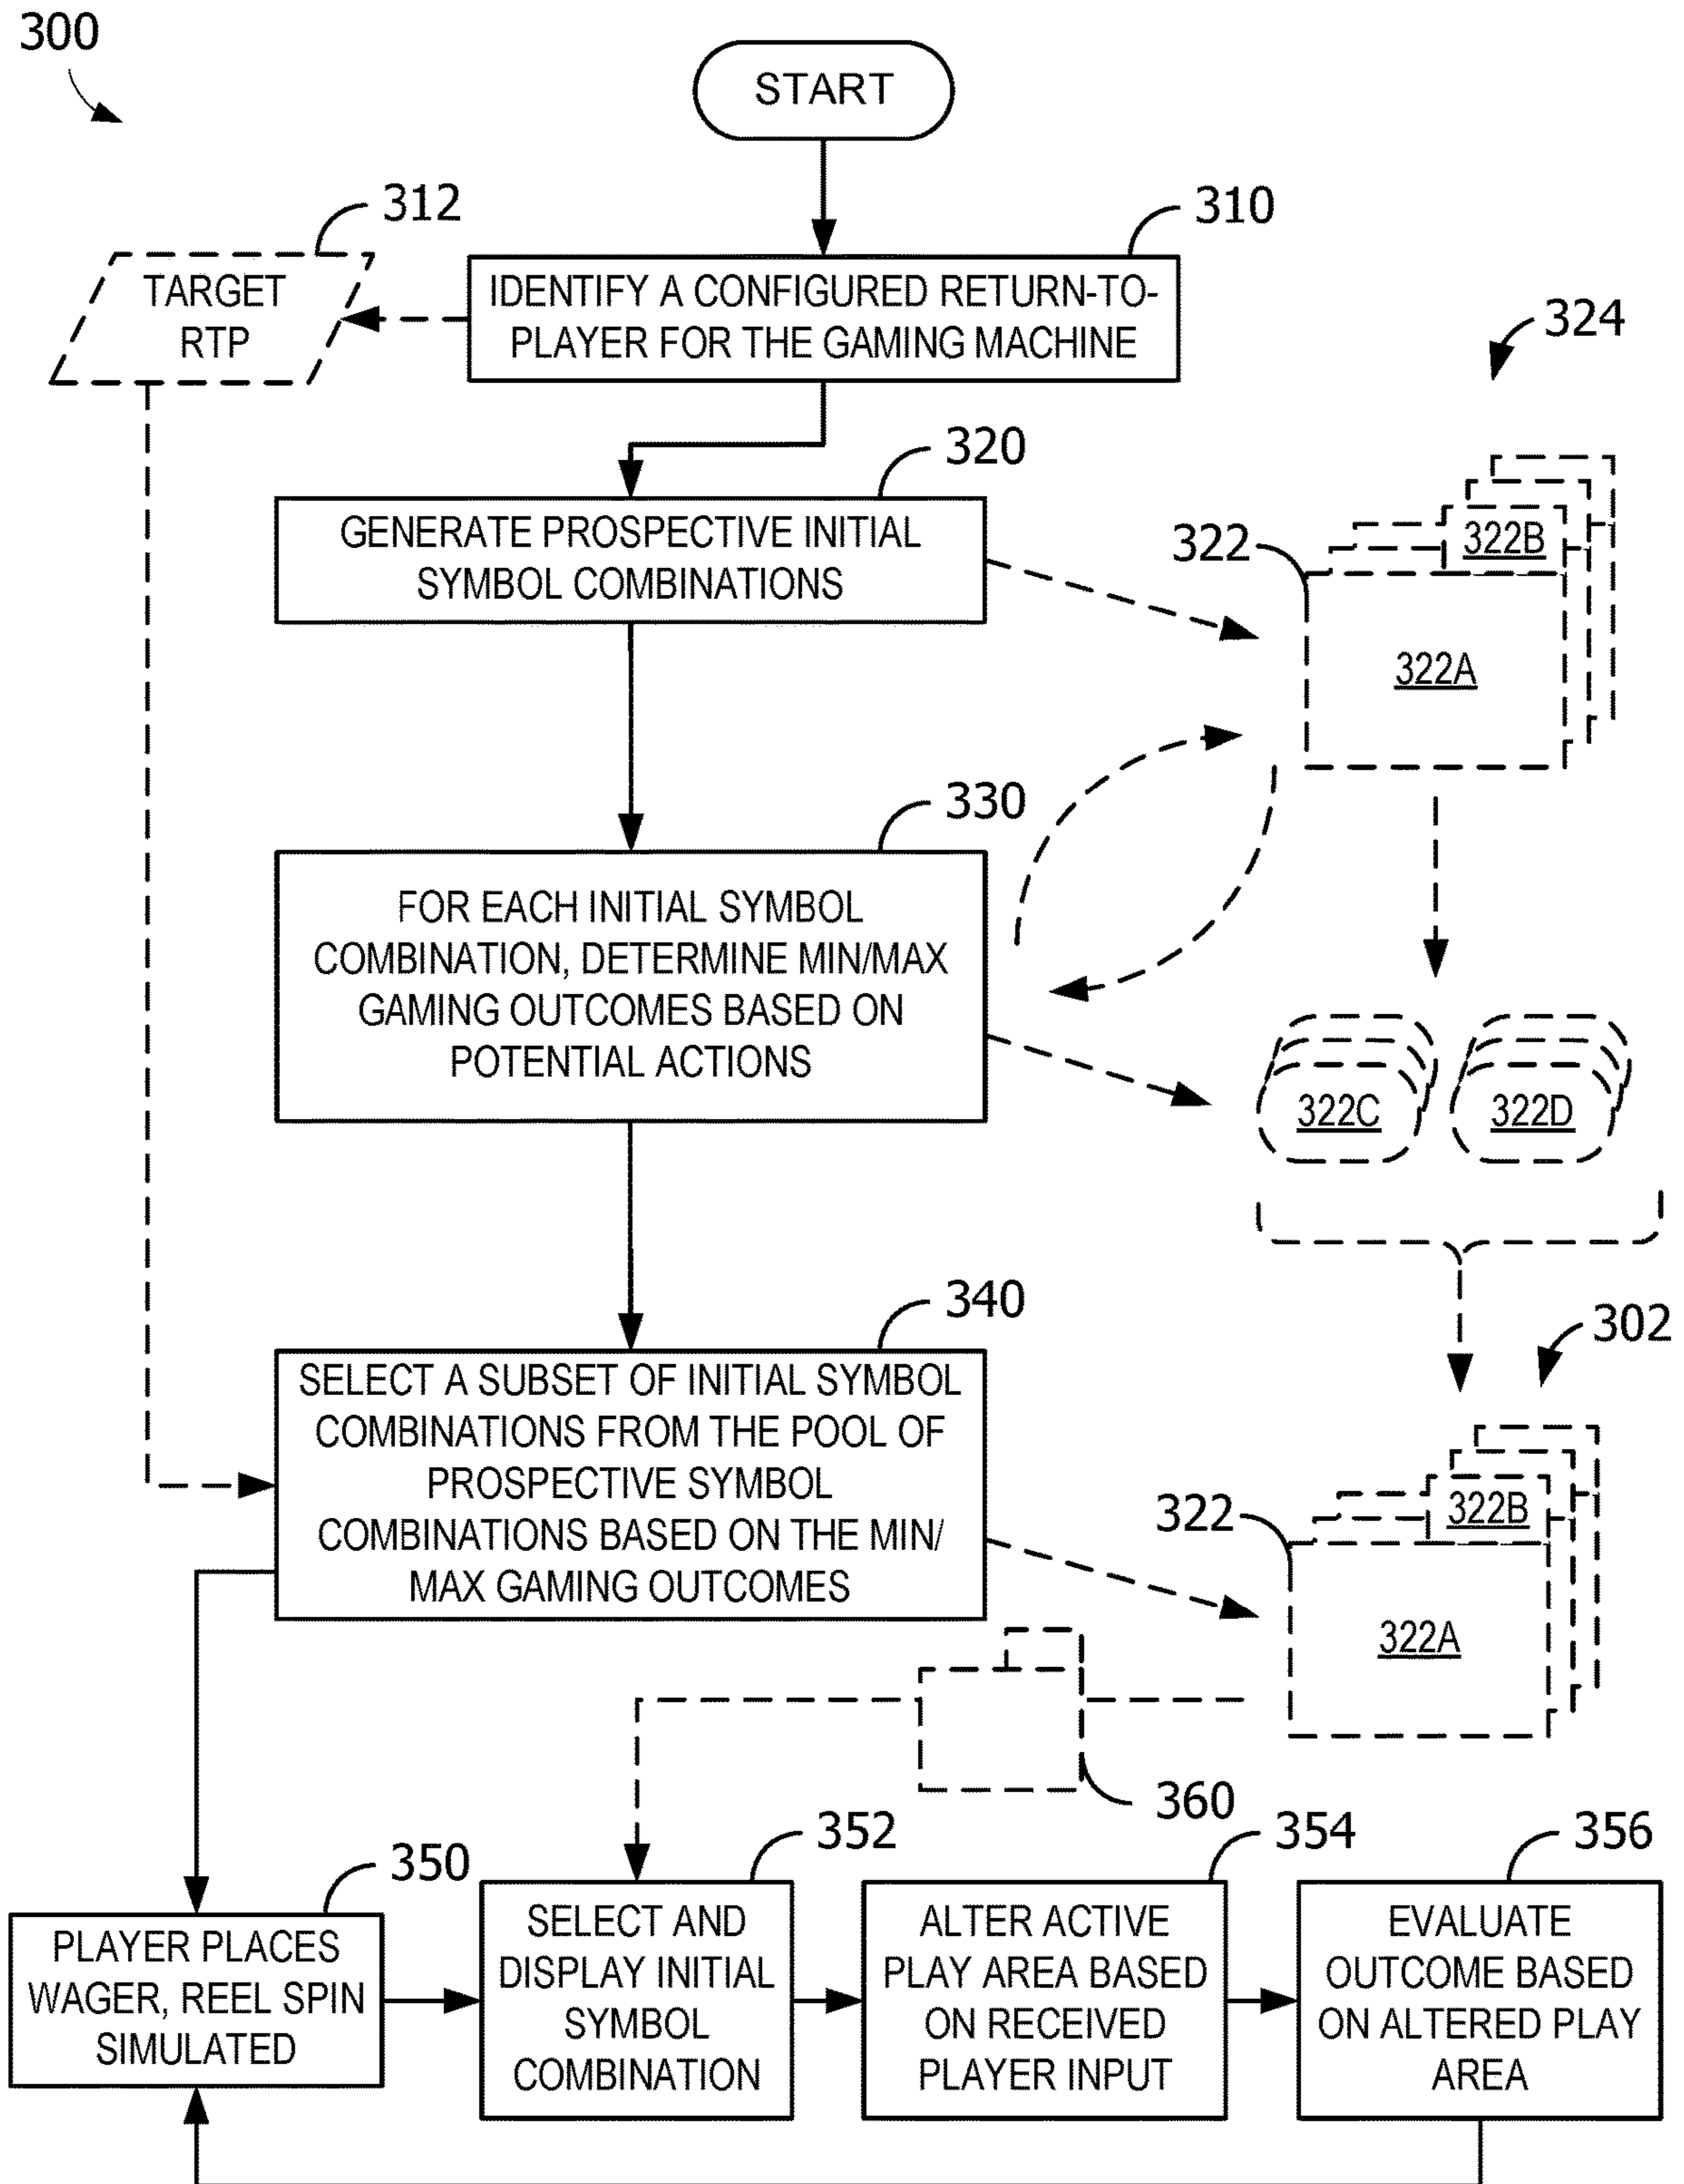 300
START
312
310
TARGET
RTP
IDENTIFY A CONFIGURED RETURN-TO-
PLAYER FOR THE GAMING MACHINE
324
320
GENERATE PROSPECTIVE INITIAL
SYMBOL COMBINATIONS
322
322B
322A
330
FOR EACH INITIAL SYMBOL
COMBINATION, DETERMINE MIN/MAX
GAMING OUTCOMES BASED ON
POTENTIAL ACTIONS
322C
322D
340
302
SELECT A SUBSET OF INITIAL SYMBOL
COMBINATIONS FROM THE POOL OF
PROSPECTIVE SYMBOL
COMBINATIONS BASED ON THE MIN/
MAX GAMING OUTCOMES
322
322B
322A
360
350
352
354
356
PLAYER PLACES
WAGER, REEL SPIN
SIMULATED
SELECT AND
DISPLAY INITIAL
SYMBOL
COMBINATION
ALTER ACTIVE
PLAY AREA BASED
ON RECEIVED
PLAYER INPUT
EVALUATE
OUTCOME BASED
ON ALTERED PLAY
AREA